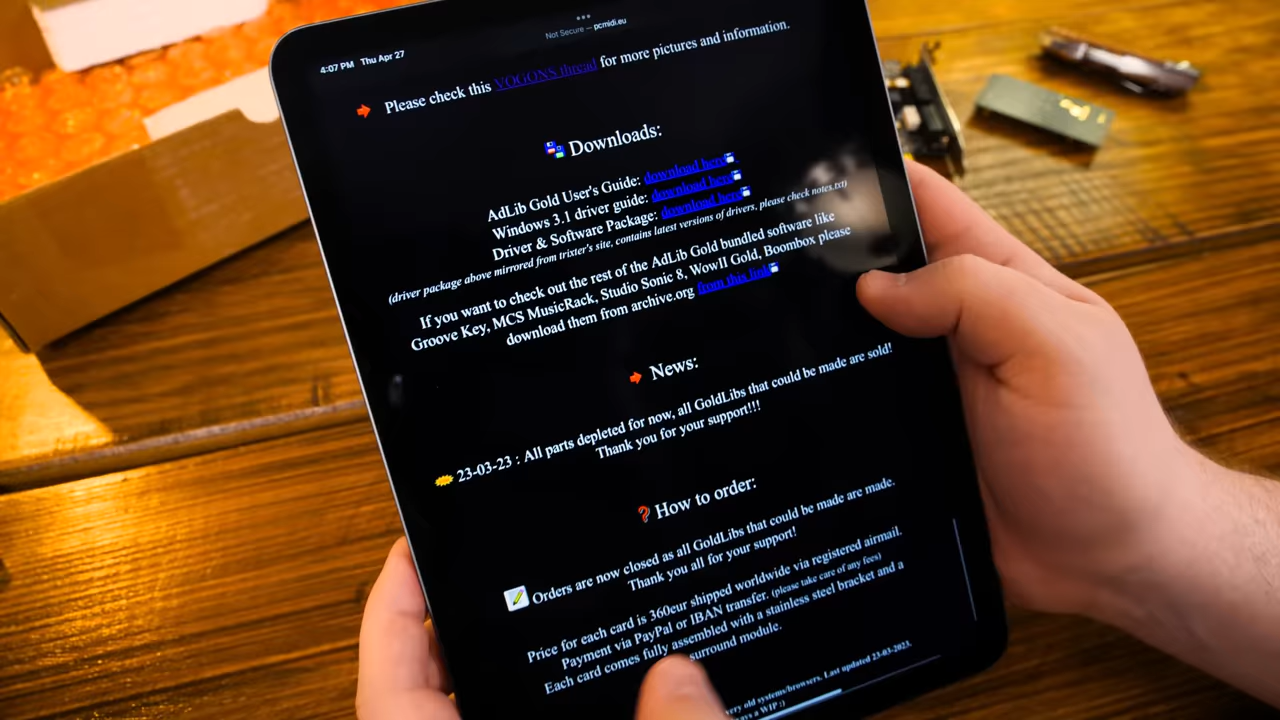 4:07 PM Thu Apr 27
Not Secure — pcmidi.eu
Please check this VOGONS thread for more pictures and information.
Downloads:
AdLib Gold User's Guide: download here
Windows 3.1 driver guide: download here
Driver & Software Package: download here
(driver package above mirrored from trixter's site, contains latest versions of drivers, please check notes.txt)
If you want to check out the rest of the AdLib Gold bundled software like
Groove Key, MCS MusicRack, Studio Sonic 8, WowII Gold, Boombox please
download them from archive.org from this link
News:
23-03-23 : All parts depleted for now, all GoldLibs that could be made are sold!
Thank you for your support!!!
How to order:
Orders are now closed as all GoldLibs that could be made are made.
Thank you all for your support!
Price for each card is 360eur shipped worldwide via registered airmail.
Payment via PayPal or IBAN transfer. (please take care of any fees)
Each card comes fully assembled with a stainless steel bracket and a
surround module.
very old systems/browsers. Last updated 23-03-2023.
a WIP :)